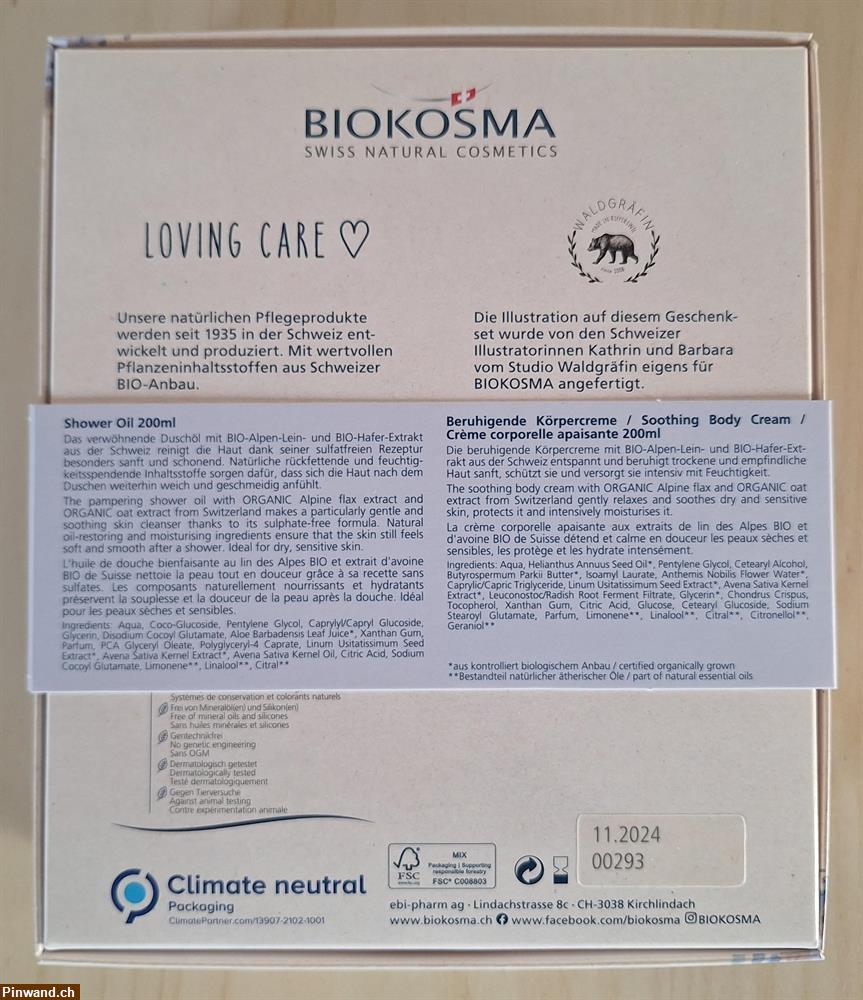 BIOKOSMA
SWISS NATURAL COSMETICS
LOVING CARE
WALDGRÄFIN
Unsere natürlichen Pflegeprodukte
werden seit 1935 in der Schweiz ent-
wickelt und produziert. Mit wertvollen
Pflanzeninhaltsstoffen aus Schweizer
BIO-Anbau.
Die Illustration auf diesem Geschenk-
set wurde von den Schweizer
Illustratorinnen Kathrin und Barbara
vom Studio Waldgräfin eigens für
BIOKOSMA angefertigt.
Shower Oil 200ml
Das verwöhnende Duschöl mit BIO-Alpen-Lein- und BIO-Hafer-Extrakt
aus der Schweiz reinigt die Haut dank seiner sulfatfreien Rezeptur
besonders sanft und schonend. Natürliche rückfettende und feuchtig-
keitsspendende Inhaltsstoffe sorgen dafür, dass sich die Haut nach dem
Duschen weiterhin weich und geschmeidig anfühlt.
The pampering shower oil with ORGANIC Alpine flax extract and
ORGANIC oat extract from Switzerland makes a particularly gentle and
soothing skin cleanser thanks to its sulphate-free formula. Natural
oil-restoring and moisturising ingredients ensure that the skin still feels
soft and smooth after a shower. Ideal for dry, sensitive skin.
L'huile de douche bienfaisante au lin des Alpes BIO et extrait d'avoine
BIO de Suisse nettoie la peau tout en douceur grâce à sa recette sans
sulfates. Les composants naturellement nourrissants et hydratants
préservent la souplesse et la douceur de la peau après la douche. Idéal
pour les peaux sèches et sensibles.
Ingredients: Aqua, Coco-Glucoside, Pentylene Glycol, Caprylyl/Capryl Glucoside,
Glycerin, Disodium Cocoyl Glutamate, Aloe Barbadensis Leaf Juice*, Xanthan Gum,
Parfum, PCA Glyceryl Oleate, Polyglyceryl-4 Caprate, Linum Usitatissimum Seed
Extract*, Avena Sativa Kernel Extract*, Avena Sativa Kernel Oil, Citric Acid, Sodium
Cocoyl Glutamate, Limonene**, Linalool**, Citral**
Beruhigende Körpercreme / Soothing Body Cream /
Crème corporelle apaisante 200ml
Die beruhigende Körpercreme mit BIO-Alpen-Lein- und BIO-Hafer-Ext-
rakt aus der Schweiz entspannt und beruhigt trockene und empfindliche
Haut sanft, schützt sie und versorgt sie intensiv mit Feuchtigkeit.
The soothing body cream with ORGANIC Alpine flax and ORGANIC oat
extract from Switzerland gently relaxes and soothes dry and sensitive
skin, protects it and intensively moisturises it.
La crème corporelle apaisante aux extraits de lin des Alpes BIO et
d'avoine BIO de Suisse détend et calme en douceur les peaux sèches et
sensibles, les protège et les hydrate intensément.
Ingredients: Aqua, Helianthus Annuus Seed Oil*, Pentylene Glycol, Cetearyl Alcohol,
Butyrospermum Parkii Butter*, Isoamyl Laurate, Anthemis Nobilis Flower Water*,
Caprylic/Capric Triglyceride, Linum Usitatissimum Seed Extract*, Avena Sativa Kernel
Extract*, Leuconostoc/Radish Root Ferment Filtrate, Glycerin*, Chondrus Crispus,
Tocopherol, Xanthan Gum, Citric Acid, Glucose, Cetearyl Glucoside, Sodium
Stearoyl Glutamate, Parfum, Limonene**, Linalool**, Citral**, Citronellol**,
Geraniol**
*aus kontrolliert biologischem Anbau / certified organically grown
**Bestandteil natürlicher ätherischer Öle / part of natural essential oils
Systèmes de conservation et colorants naturels
Frei von Mineralöl(en) und Silikon(en)
Free of mineral oils and silicones
Sans huiles minérales et silicones
Gentechnikfrei
No genetic engineering
Sans OGM
Dermatologisch getestet
Dermatologically tested
Testé dermatologiquement
Gegen Tierversuche
Against animal testing
Contre expérimentation animale
Climate neutral
Packaging
ClimatePartner.com/13907-2102-1001
FSC
MIX
Packaging | Supporting
responsible forestry
FSC® C008803
11.2024
00293
ebi-pharm ag · Lindachstrasse 8c · CH-3038 Kirchlindach
www.biokosma.ch www.facebook.com/biokosma BIOKOSMA
Pinwand.ch